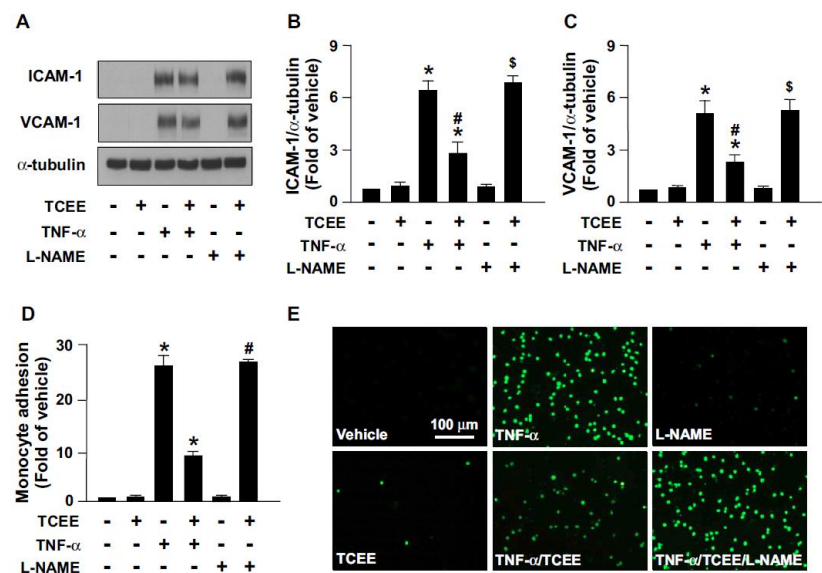 A
ICAM-1
VCAM-1
α-tubulin
TCEE - + - + - +
TNF-α - - + + - -
L-NAME - - - - + +
B
ICAM-1/α-tubulin
(Fold of vehicle)
9
6
3
0
*
#
*
$
TCEE - + - + - +
TNF-α - - + + - -
L-NAME - - - - + +
C
VCAM-1/α-tubulin
(Fold of vehicle)
9
6
3
0
*
#
*
$
TCEE - + - + - +
TNF-α - - + + - -
L-NAME - - - - + +
D
Monocyte adhesion
(Fold of vehicle)
30
20
10
0
*
*
#
TCEE - + - + - +
TNF-α - - + + - -
L-NAME - - - - + +
E
Vehicle
100 μm
TNF-α
L-NAME
TCEE
TNF-α/TCEE
TNF-α/TCEE/L-NAME